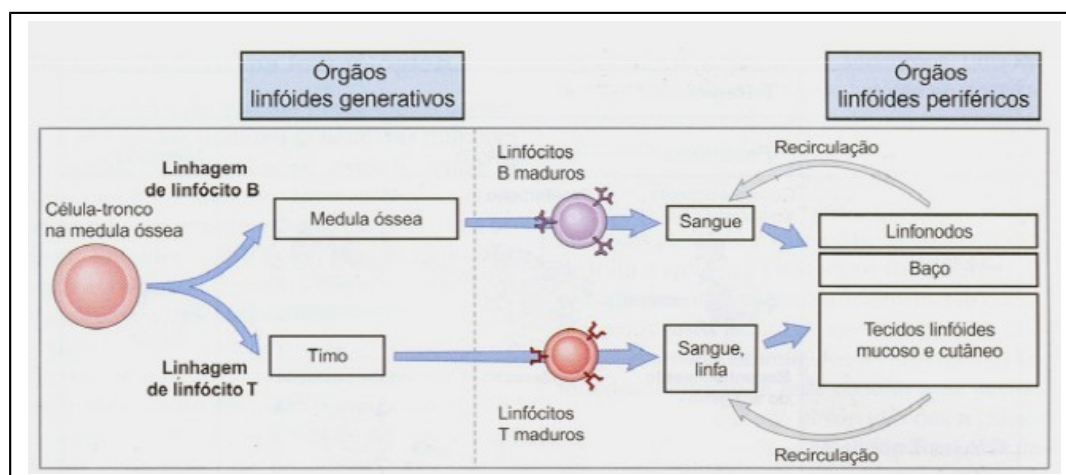 Órgãos
linfóides generativos
Órgãos
linfóides periféricos
Linhagem
de linfócito B
Célula-tronco
na medula óssea
Medula óssea
Linfócitos
B maduros
Sangue
Recirculação
Linfonodos
Baço
Tecidos linfóides
mucoso e cutâneo
Timo
Linhagem
de linfócito T
Linfócitos
T maduros
Sangue,
linfa
Recirculação